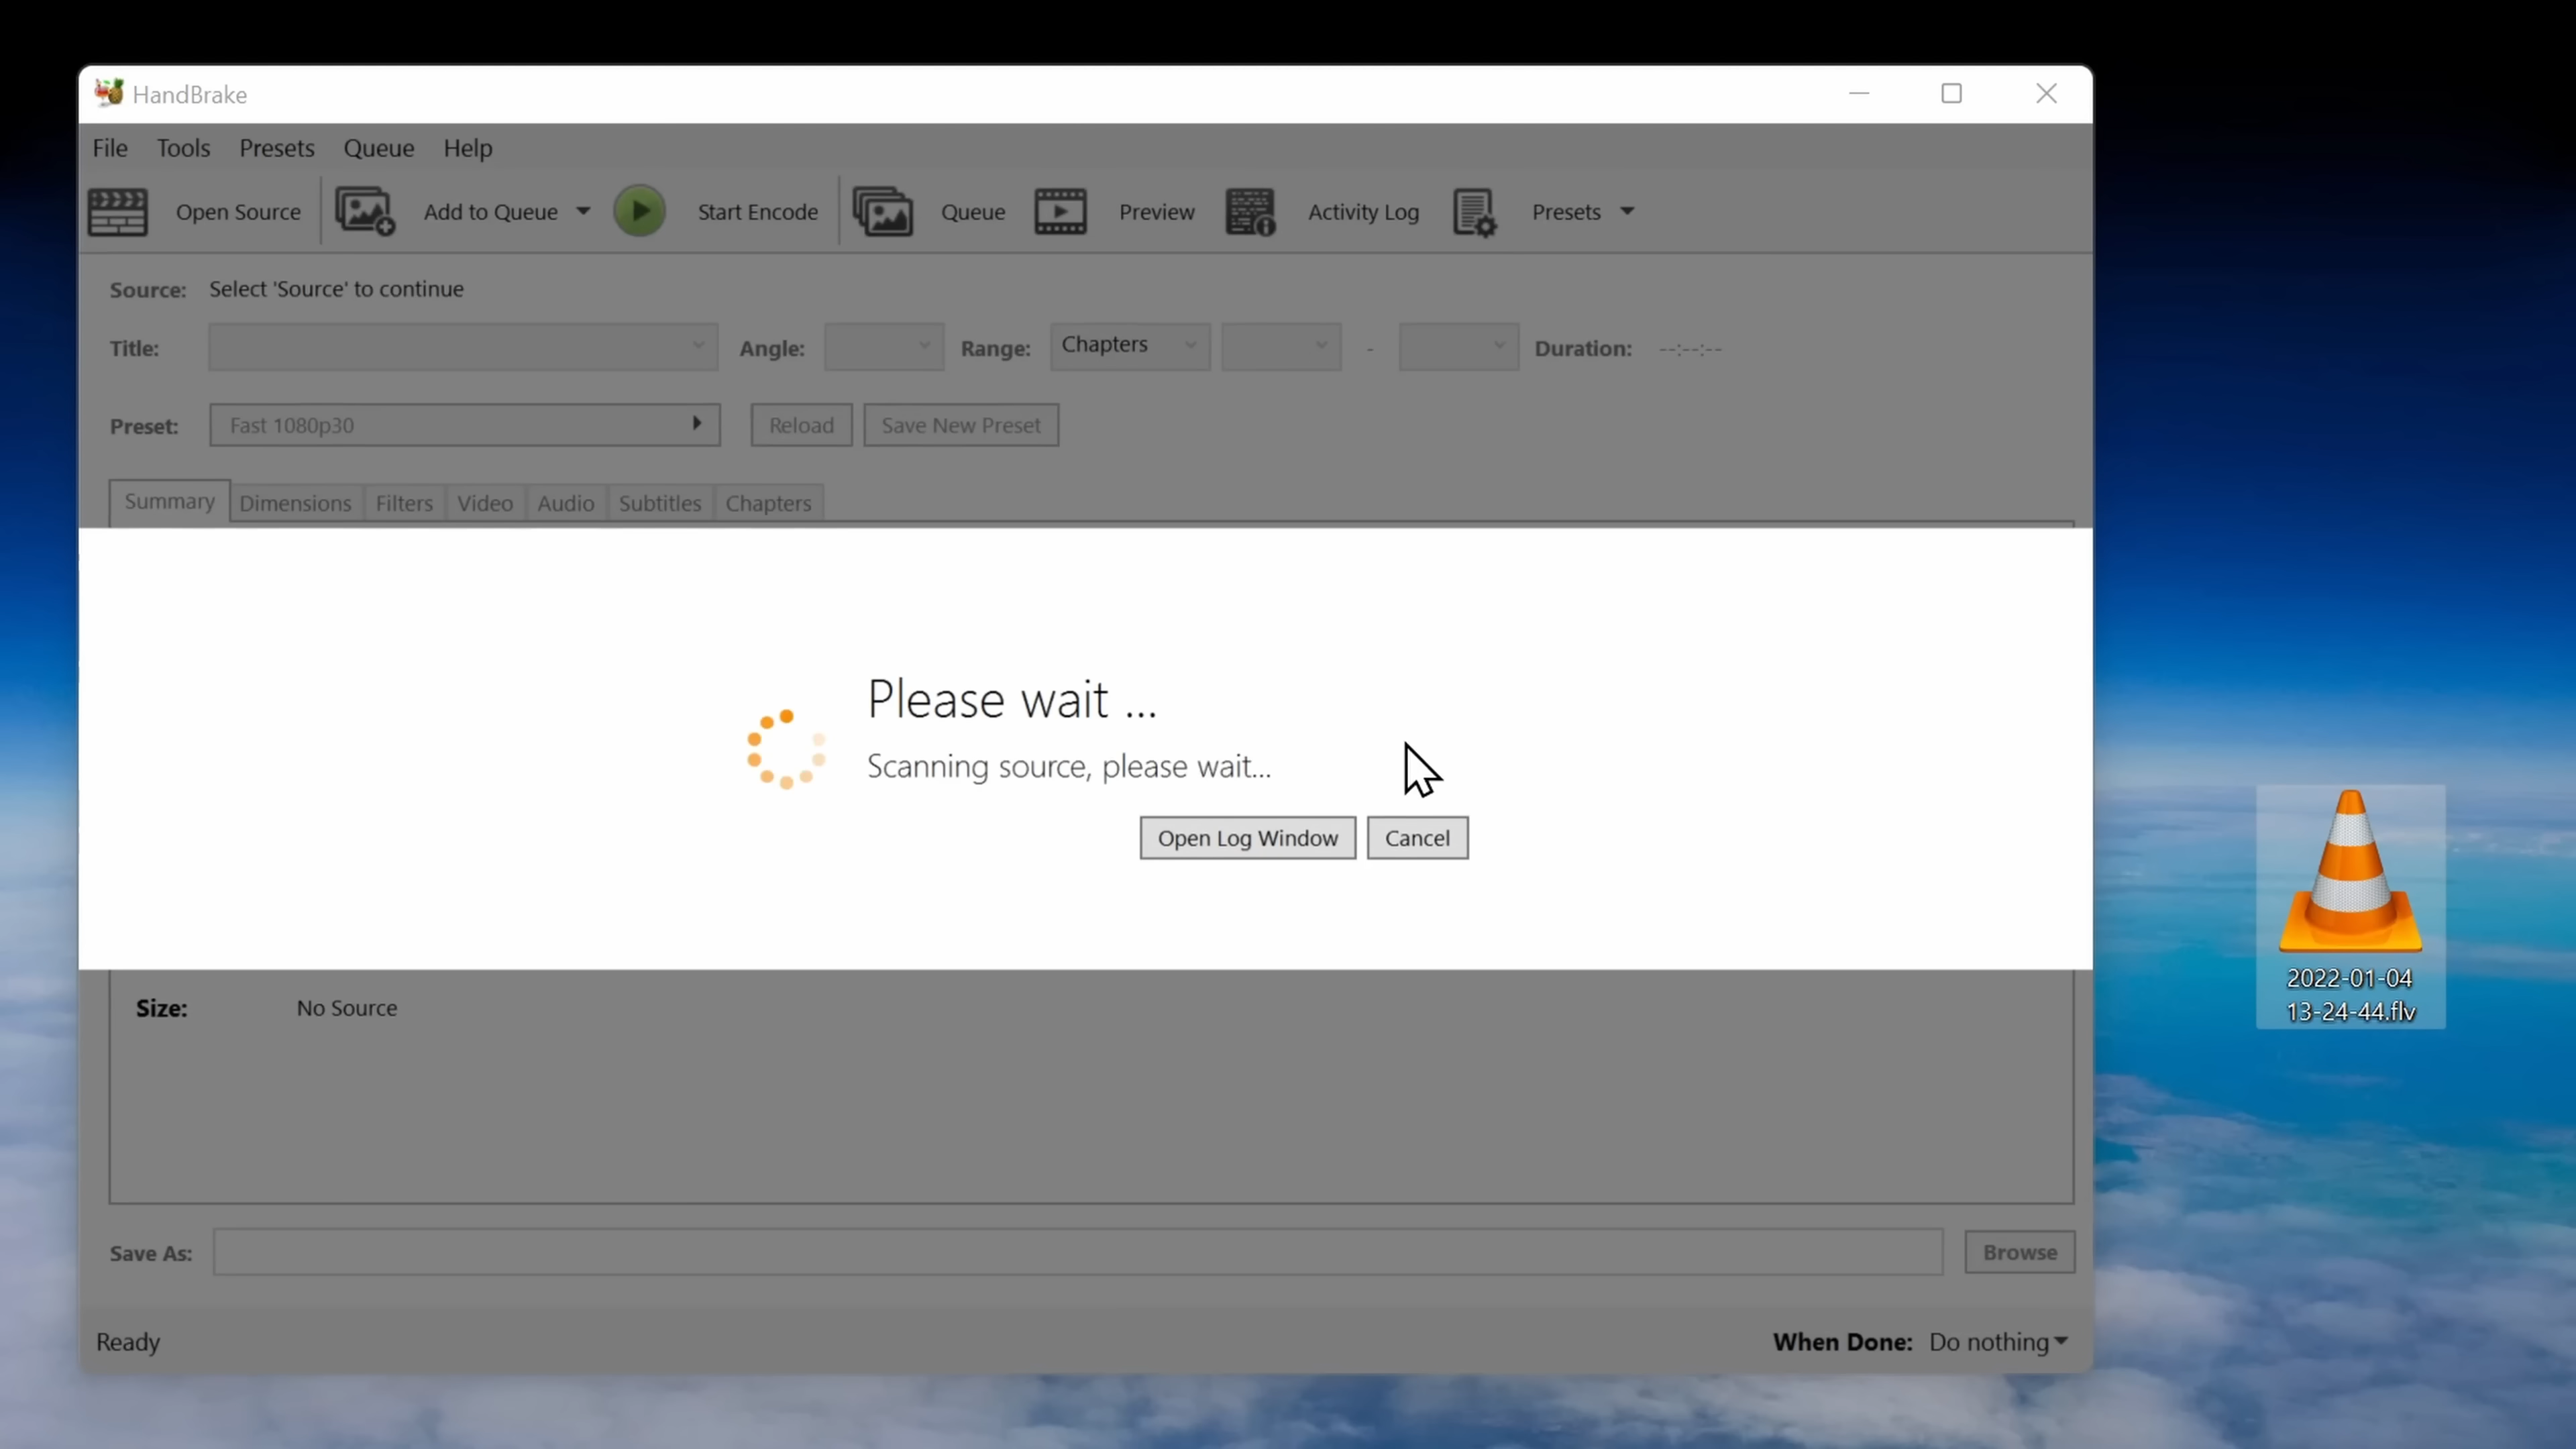 HandBrake
File Tools Presets Queue Help
Open Source Add to Queue Start Encode Queue Preview Activity Log Presets
Source: Select 'Source' to continue
Title: Angle: Range: Chapters - Duration: --:--:--
Preset: Fast 1080p30 Reload Save New Preset
Summary Dimensions Filters Video Audio Subtitles Chapters
Please wait ...
Scanning source, please wait...
Open Log Window Cancel
2022-01-04
13-24-44.flv
Size: No Source
Save As: Browse
Ready When Done: Do nothing